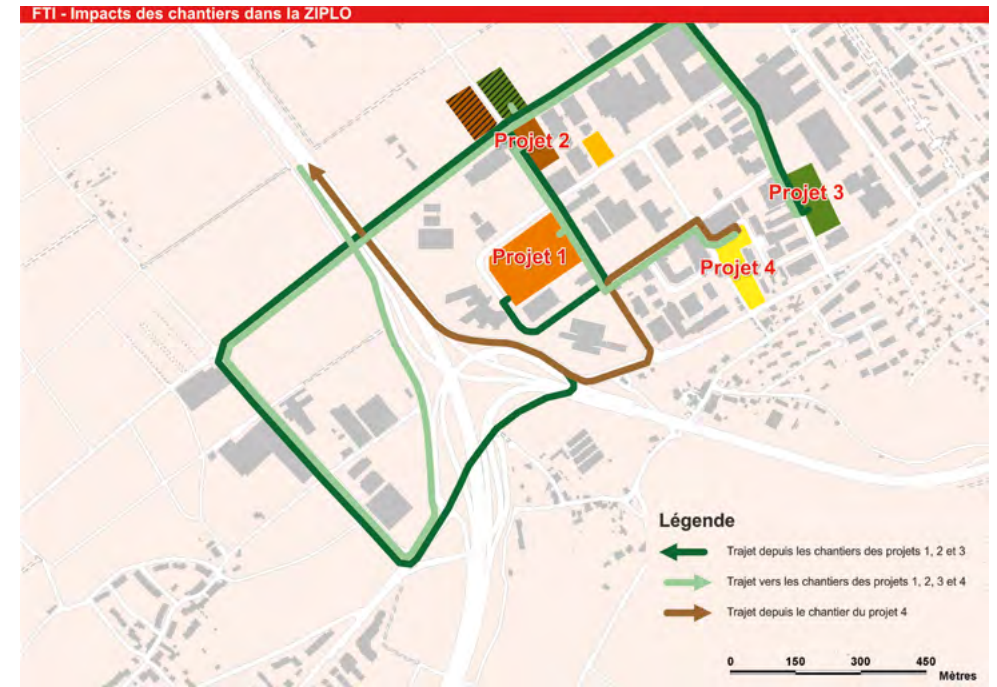 FTI - Impacts des chantiers dans la ZIPLO
Projet 2
Projet 3
Projet 1
Projet 4
Légende
Trajet depuis les chantiers des projets 1, 2 et 3
Trajet vers les chantiers des projets 1, 2, 3 et 4
Trajet depuis le chantier du projet 4
0 150 300 450
Mètres